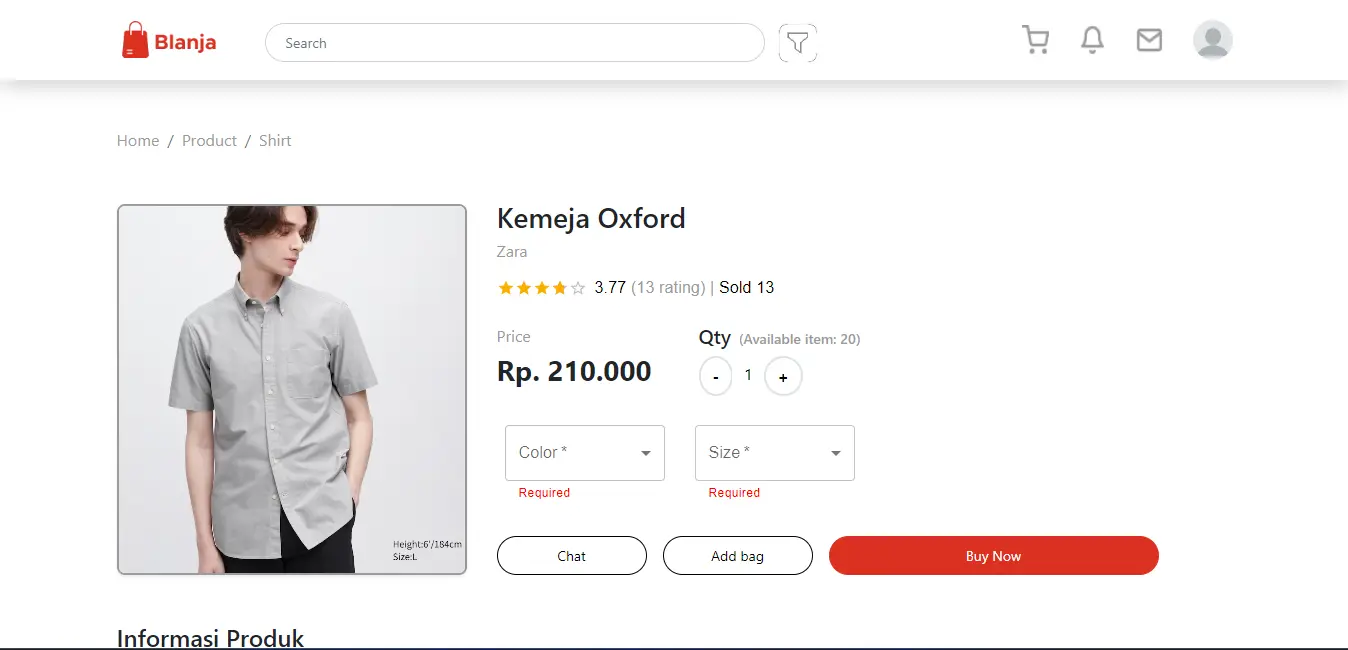 Blanja
Search
Home / Product / Shirt
Kemeja Oxford
Zara
3.77 (13 rating) | Sold 13
Price
Qty (Available item: 20)
Rp. 210.000
- 1 +
Color *
Size *
Required
Required
Height:6'/184cm
Size:L
Chat
Add bag
Buy Now
Informasi Produk